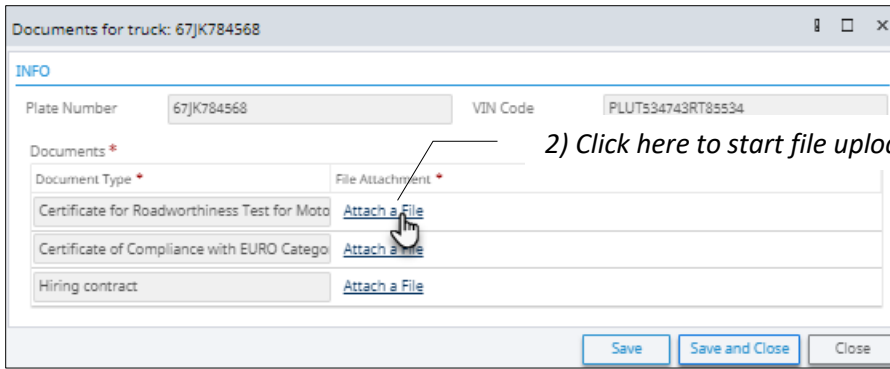 Documents for truck: 67JK784568
INFO
Plate Number 67JK784568 VIN Code PLUT534743RT85534
2) Click here to start file uploa
Documents *
Document Type * File Attachment *
Certificate for Roadworthiness Test for Moto Attach a File
Certificate of Compliance with EURO Catego Attach a File
Hiring contract Attach a File
Save Save and Close Close